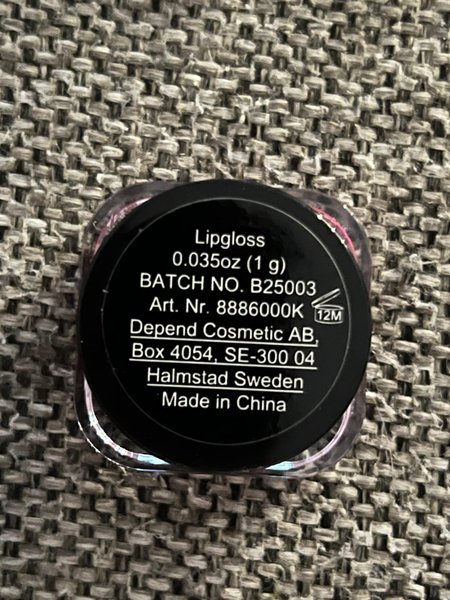 Lipgloss
0.035oz (1 g)
BATCH NO. B25003
Art. Nr. 8886000K
12M
Depend Cosmetic AB,
Box 4054, SE-300 04
Halmstad Sweden
Made in China